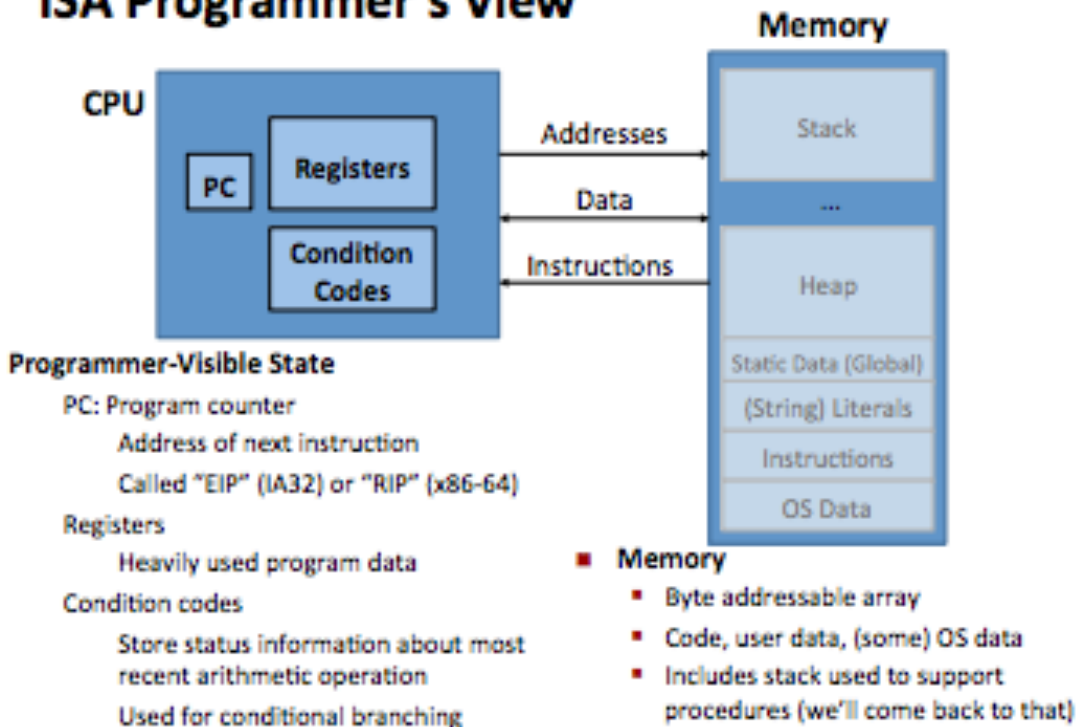 ISA Programmer's View
Memory
CPU
PC
Registers
Condition
Codes
Addresses
Data
Instructions
Stack
...
Heap
Static Data (Global)
(String) Literals
Instructions
OS Data
Programmer-Visible State
PC: Program counter
Address of next instruction
Called "EIP" (IA32) or "RIP" (x86-64)
Registers
Heavily used program data
Condition codes
Store status information about most
recent arithmetic operation
Used for conditional branching
Memory
Byte addressable array
Code, user data, (some) OS data
Includes stack used to support
procedures (we'll come back to that)